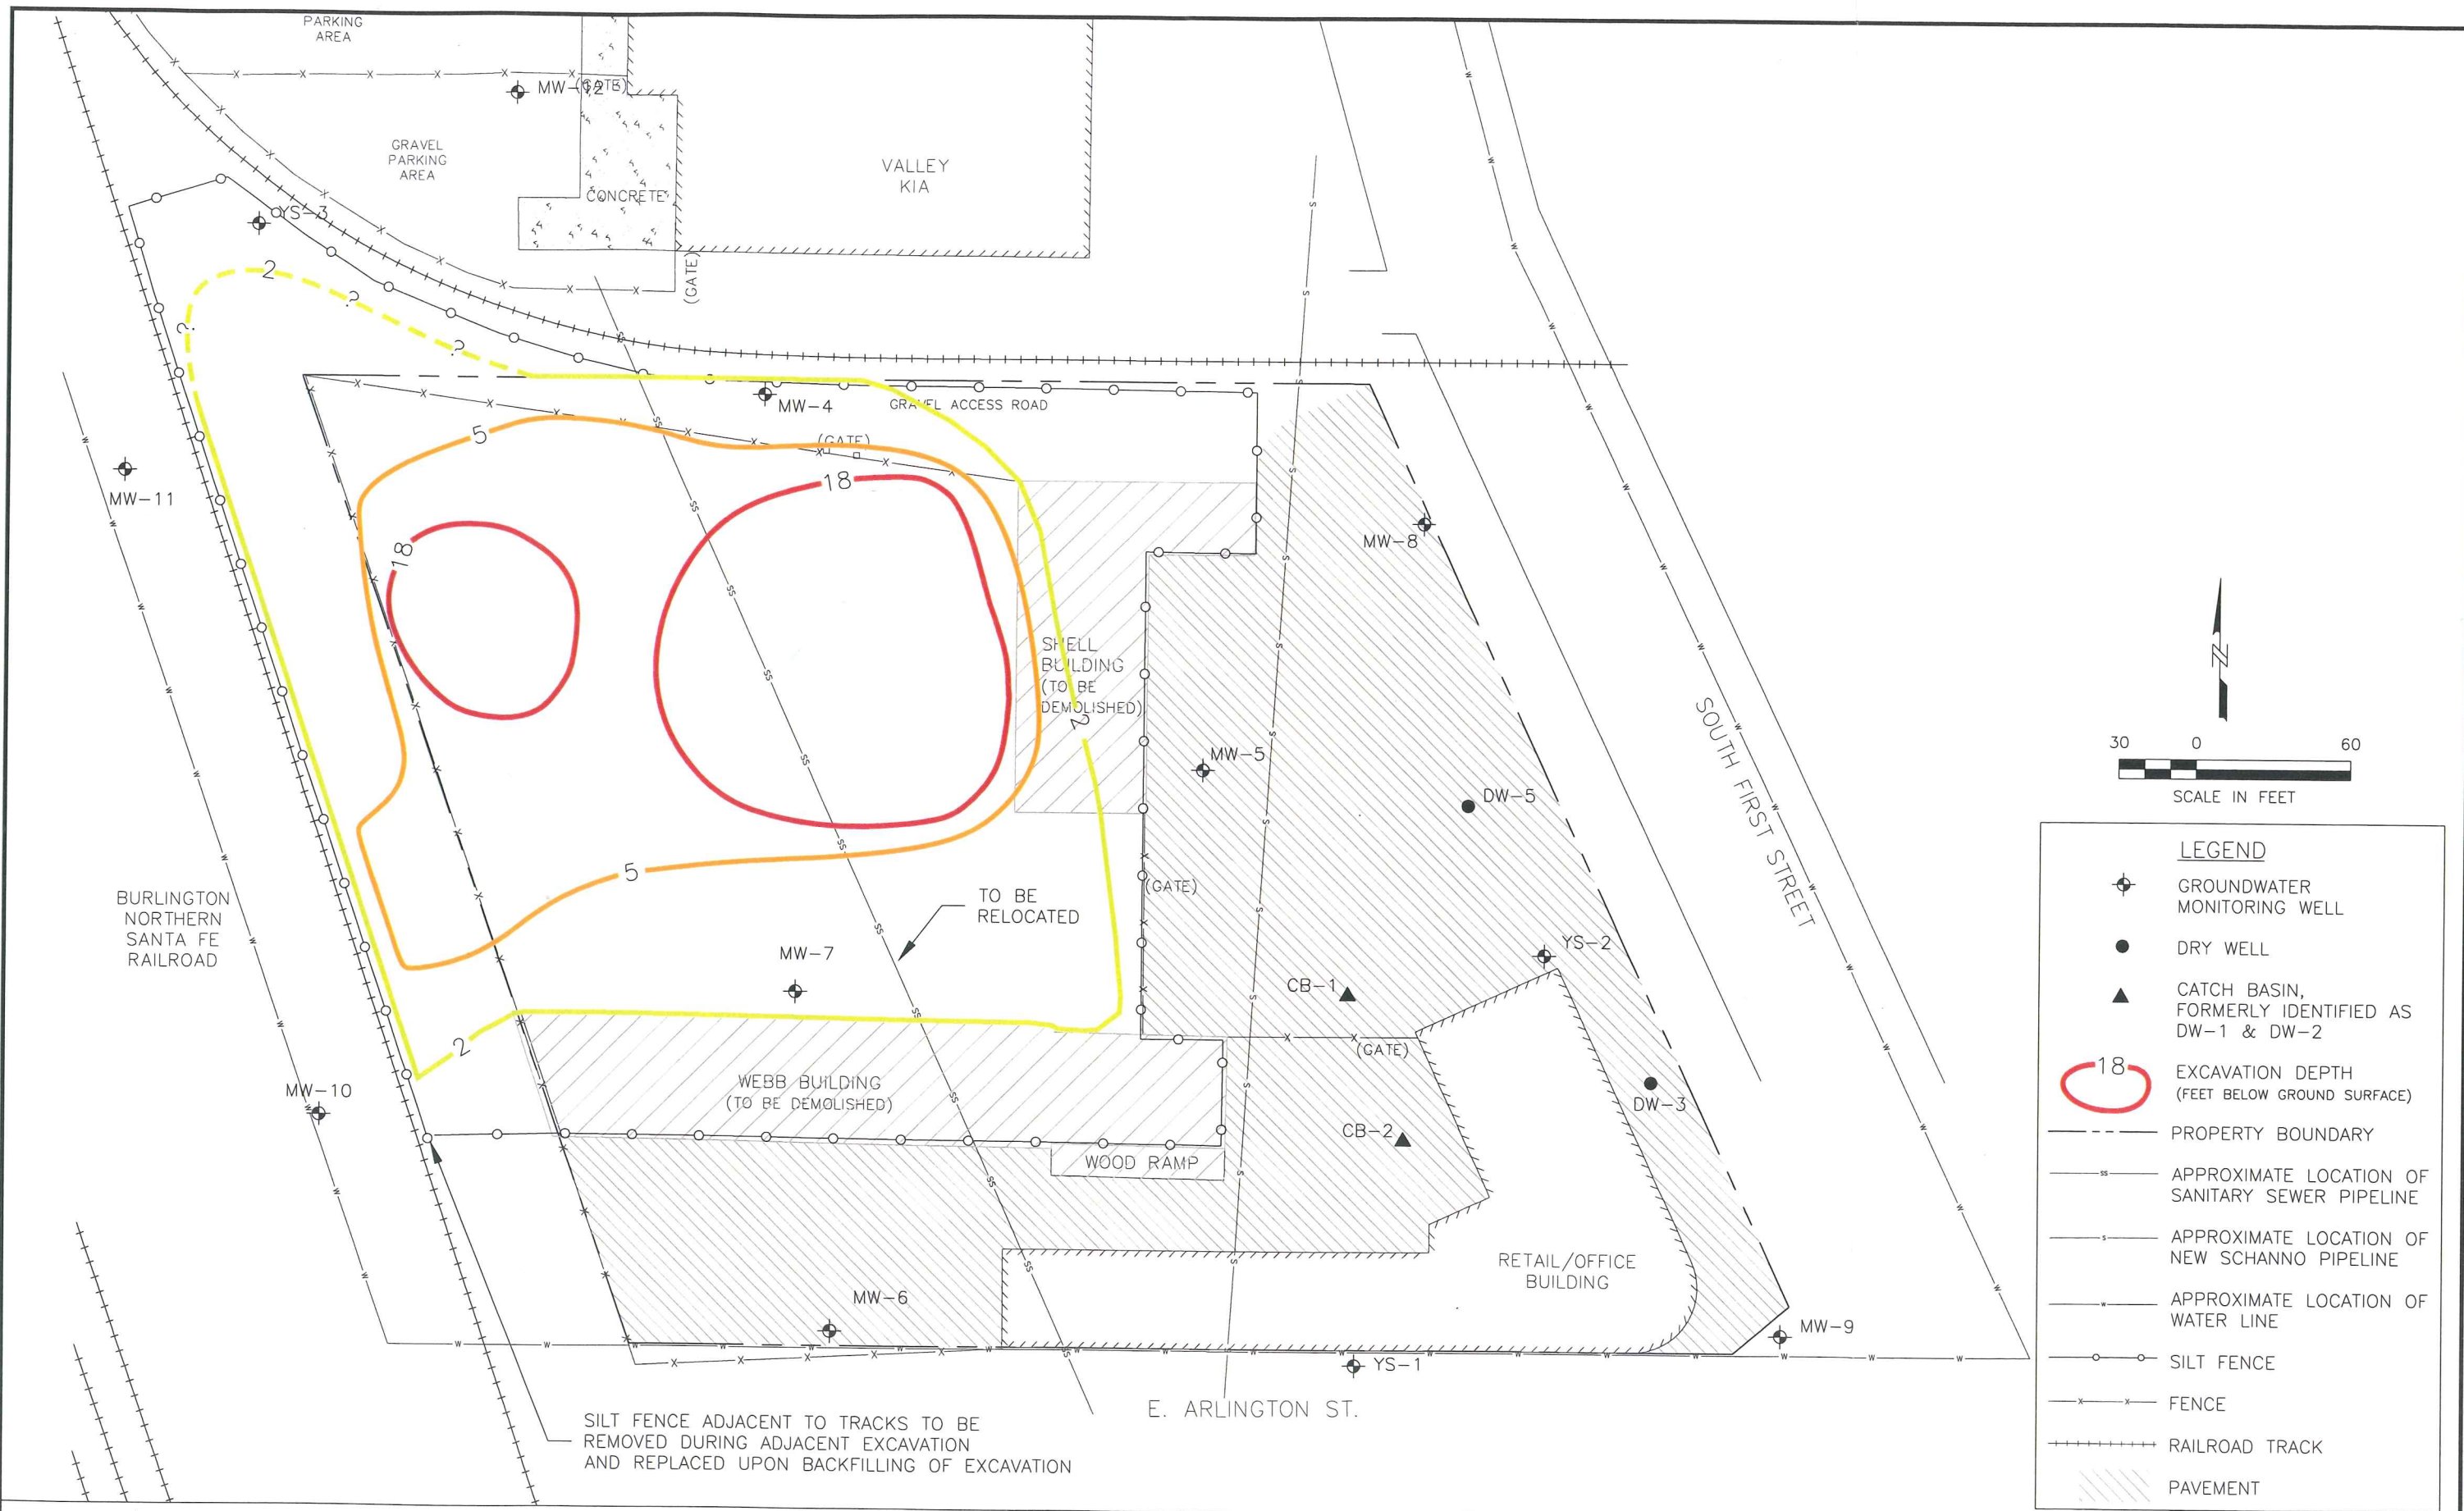 PARKING
AREA
MW-12
(GATE)
GRAVEL
PARKING
AREA
CONCRETE
VALLEY
KIA
YS-3
(GATE)
2
?
?
?
MW-4
GRAVEL ACCESS ROAD
(GATE)
5
18
18
MW-11
MW-8
SHELL
BUILDING
(TO BE
DEMOLISHED)
2
MW-5
DW-5
SOUTH FIRST STREET
30 0 60
SCALE IN FEET
N
5
(GATE)
TO BE
RELOCATED
BURLINGTON
NORTHERN
SANTA FE
RAILROAD
MW-7
YS-2
CB-1
2
(GATE)
MW-10
WEBB BUILDING
(TO BE DEMOLISHED)
DW-3
CB-2
WOOD RAMP
RETAIL/OFFICE
BUILDING
MW-6
MW-9
YS-1
E. ARLINGTON ST.
SILT FENCE ADJACENT TO TRACKS TO BE
REMOVED DURING ADJACENT EXCAVATION
AND REPLACED UPON BACKFILLING OF EXCAVATION
LEGEND
GROUNDWATER
MONITORING WELL
DRY WELL
CATCH BASIN,
FORMERLY IDENTIFIED AS
DW-1 & DW-2
18
EXCAVATION DEPTH
(FEET BELOW GROUND SURFACE)
PROPERTY BOUNDARY
SS
APPROXIMATE LOCATION OF
SANITARY SEWER PIPELINE
S
APPROXIMATE LOCATION OF
NEW SCHANNO PIPELINE
W
APPROXIMATE LOCATION OF
WATER LINE
SILT FENCE
X X
FENCE
RAILROAD TRACK
PAVEMENT